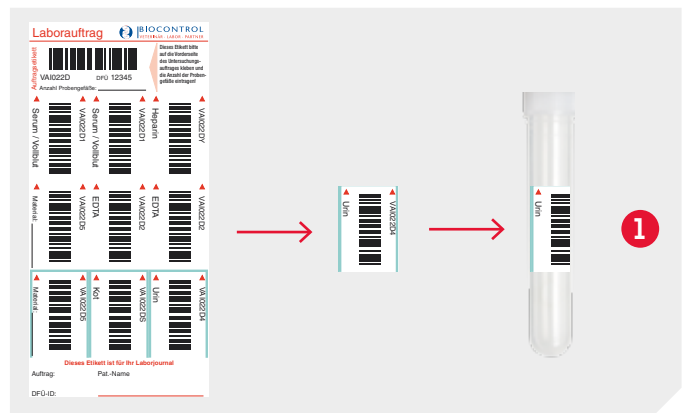 Laborauftrag
BIOCONTROL
VETERINÄR - LABOR - PARTNER
Auftragsetikett
VAI022D DFÜ 12345
Anzahl Probengefäße:
Dieses Etikett bitte
auf die Vorderseite
des Untersuchungs-
auftrages kleben und
die Anzahl der Proben-
gefäße eintragen!
Serum / Vollblut
VAI022D1
Serum / Vollblut
VAI022D1
Heparin
VAI022DY
Material:
VAI022D5
EDTA
VAI022D2
EDTA
VAI022D2
Material:
VAI022D5
Kot
VAI022DS
Urin
VAI022D4
Dieses Etikett ist für Ihr Laborjournal
Auftrag: Pat.-Name
DFÜ-ID:
Urin
VAI022D4
Urin
1